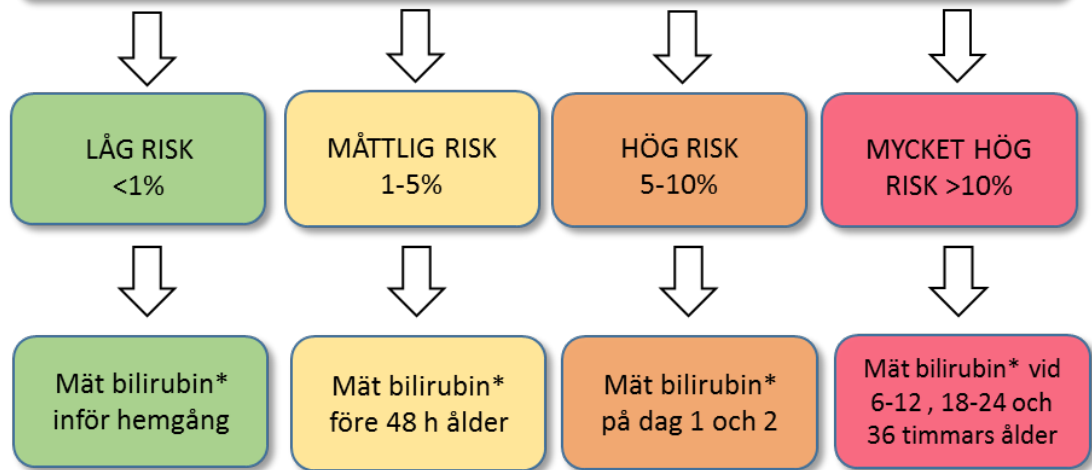 LÅG RISK
<1%
MÅTTLIG RISK
1-5%
HÖG RISK
5-10%
MYCKET HÖG
RISK >10%
Mät bilirubin*
inför hemgång
Mät bilirubin*
före 48 h ålder
Mät bilirubin*
på dag 1 och 2
Mät bilirubin* vid
6-12 , 18-24 och
36 timmars ålder